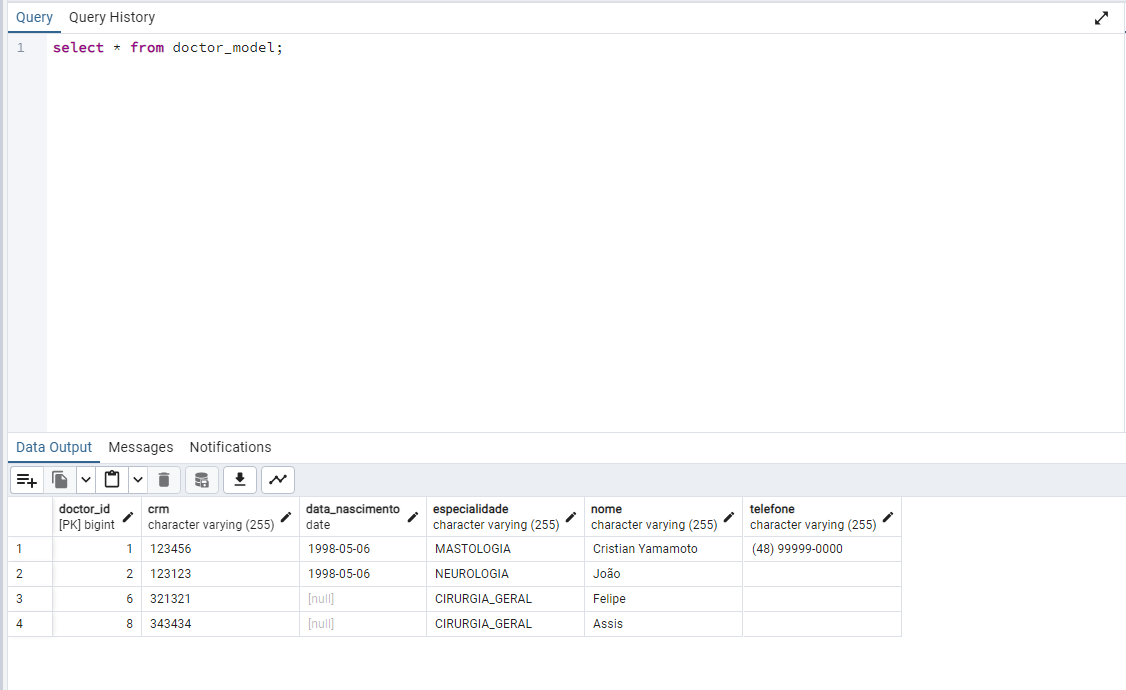 Query Query History
1 select * from doctor_model;
Data Output Messages Notifications
doctor_id crm data_nascimento especialidade nome telefone
[PK] bigint character varying (255) date character varying (255) character varying (255) character varying (255)
1 1 123456 1998-05-06 MASTOLOGIA Cristian Yamamoto (48) 99999-0000
2 2 123123 1998-05-06 NEUROLOGIA João
3 6 321321 [null] CIRURGIA_GERAL Felipe
4 8 343434 [null] CIRURGIA_GERAL Assis